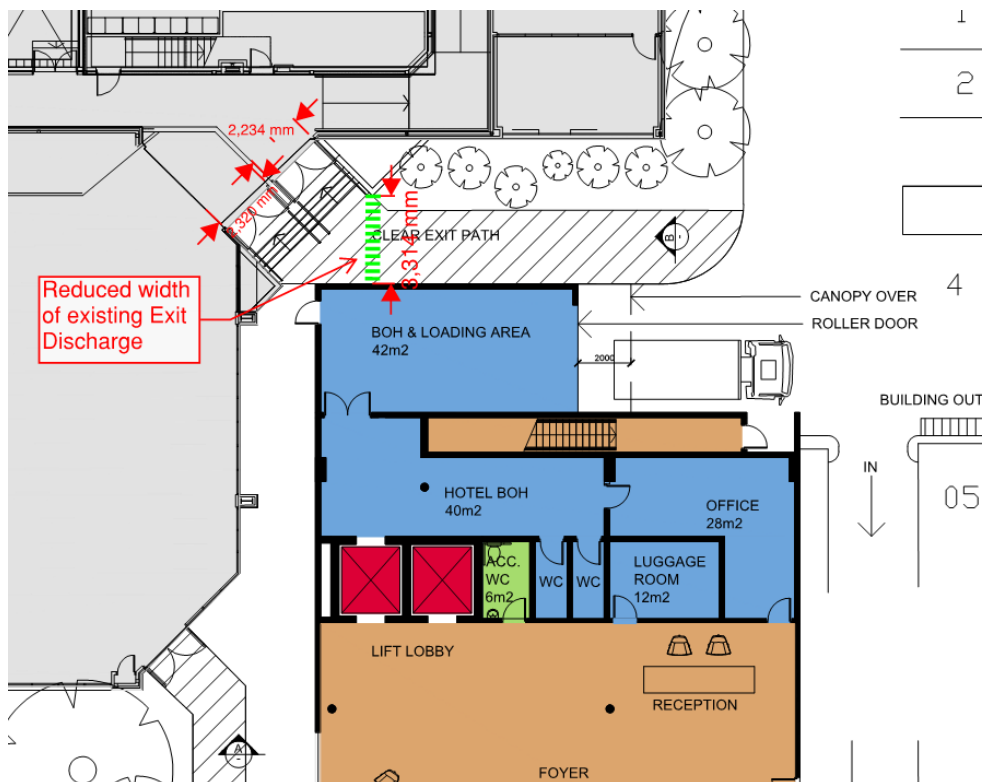 1
2
2,234 mm
2,320 mm
3,314 mm
CLEAR EXIT PATH
B
-
Reduced width
of existing Exit
Discharge
4
CANOPY OVER
ROLLER DOOR
BOH & LOADING AREA
42m2
2000
BUILDING OUT
IN
HOTEL BOH
40m2
OFFICE
28m2
05
ACC.
WC
6m2
WC
WC
LUGGAGE
ROOM
12m2
LIFT LOBBY
RECEPTION
A
-
FOYER